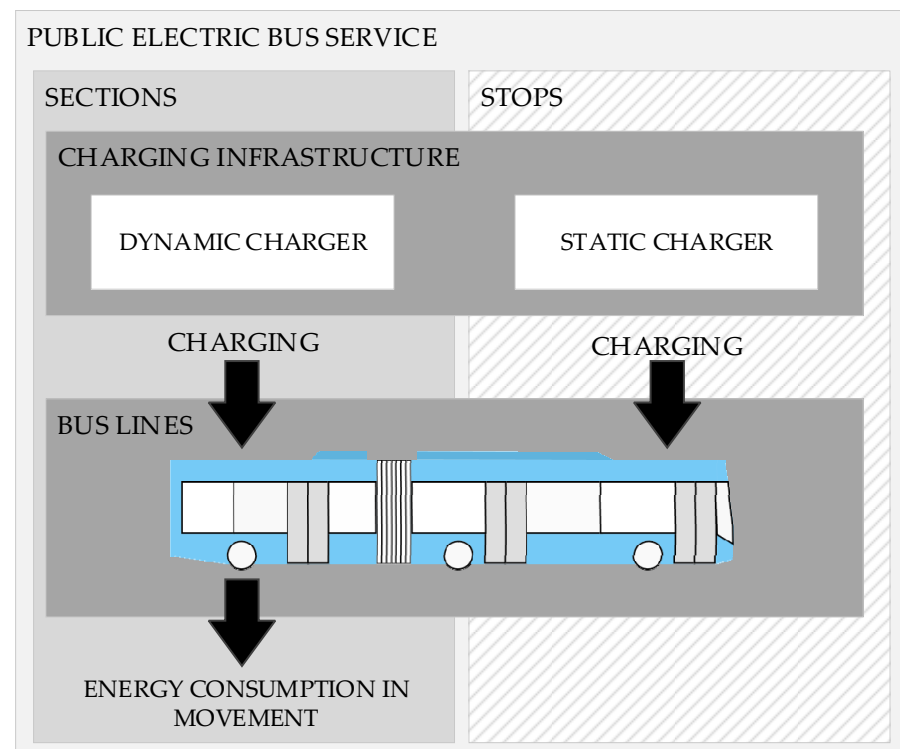 PUBLIC ELECTRIC BUS SERVICE
SECTIONS
STOPS
CHARGING INFRASTRUCTURE
DYNAMIC CHARGER
STATIC CHARGER
CHARGING
CHARGING
BUS LINES
ENERGY CONSUMPTION IN
MOVEMENT